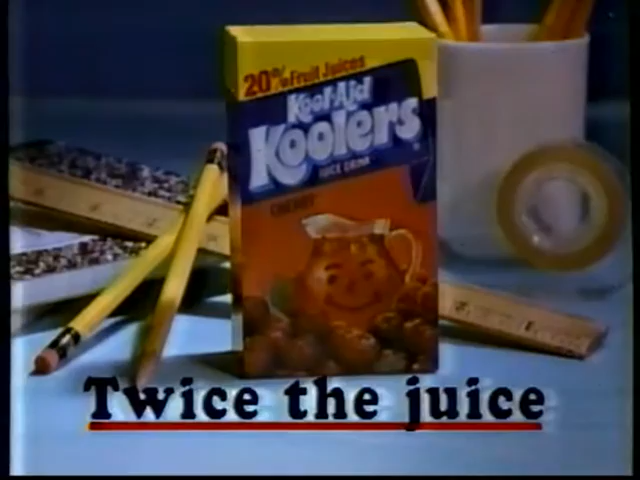 20% Fruit Juices
Kool-Aid
Koolers
JUICE DRINK
CHERRY
Twice the juice